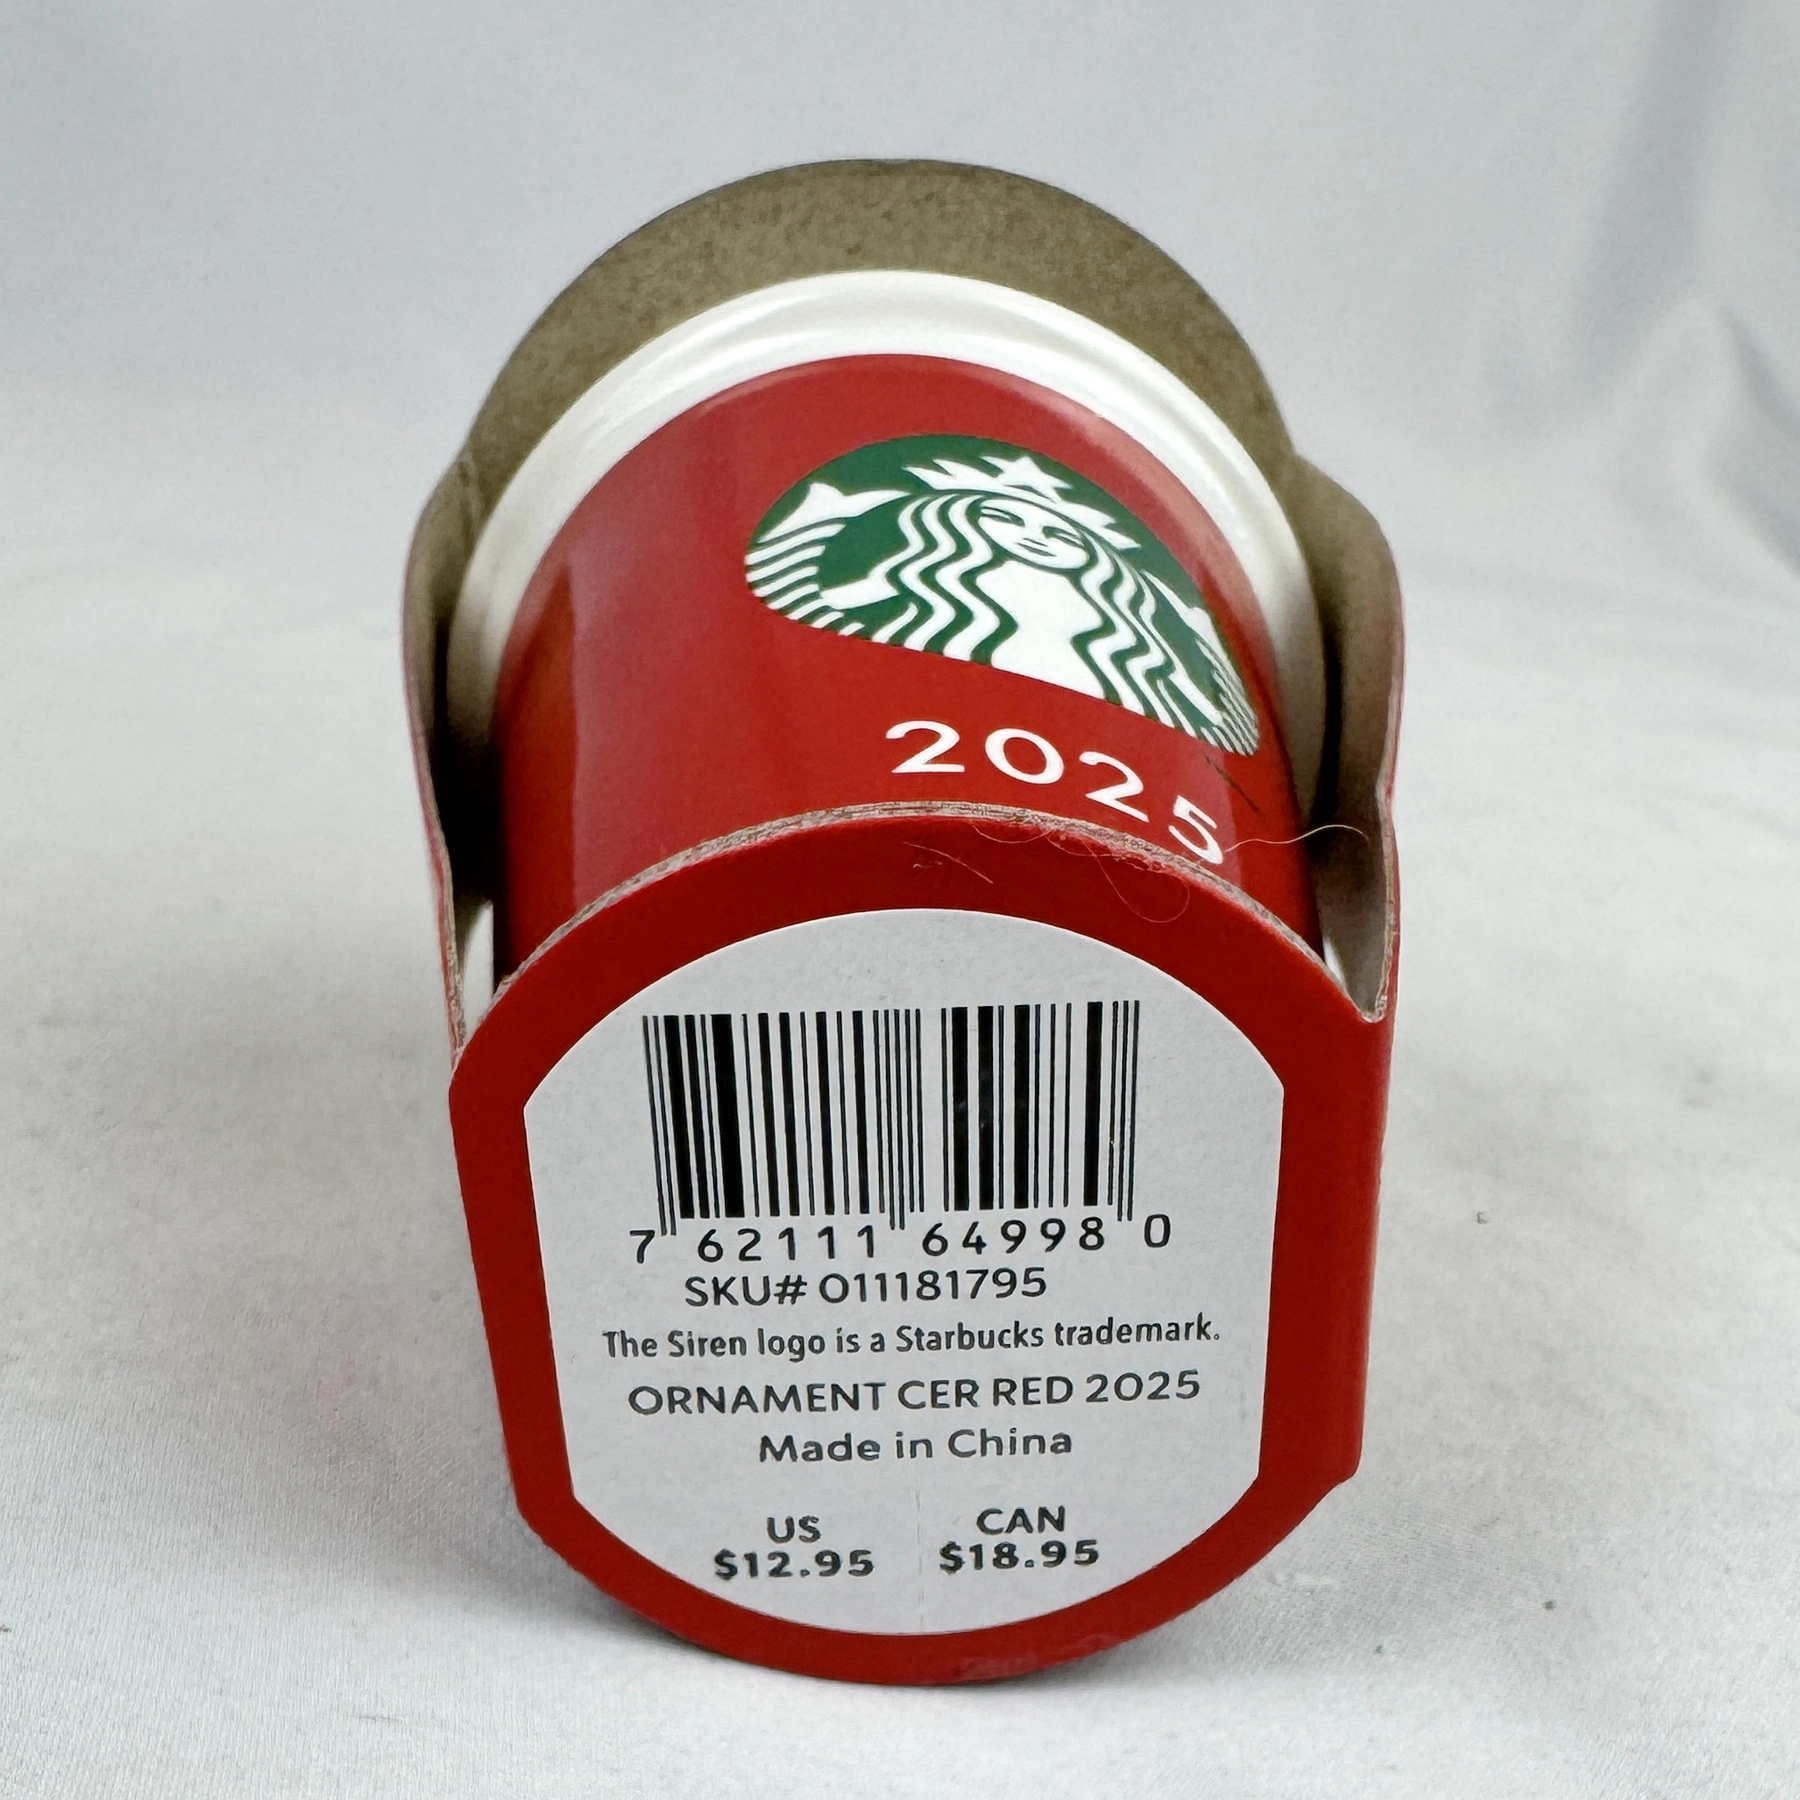 2025
7 62111 64998 0
SKU# 011181795
The Siren logo is a Starbucks trademark.
ORNAMENT CER RED 2025
Made in China
US CAN
$12.95 $18.95